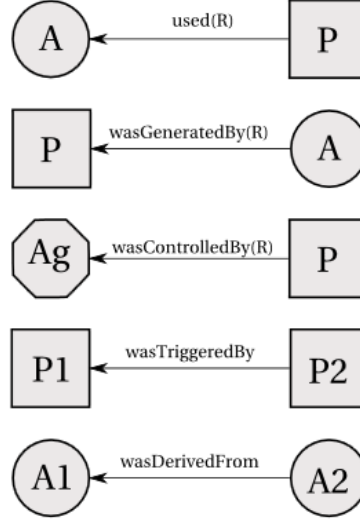 A used(R) P
P wasGeneratedBy(R) A
Ag wasControlledBy(R) P
P1 wasTriggeredBy P2
A1 wasDerivedFrom A2